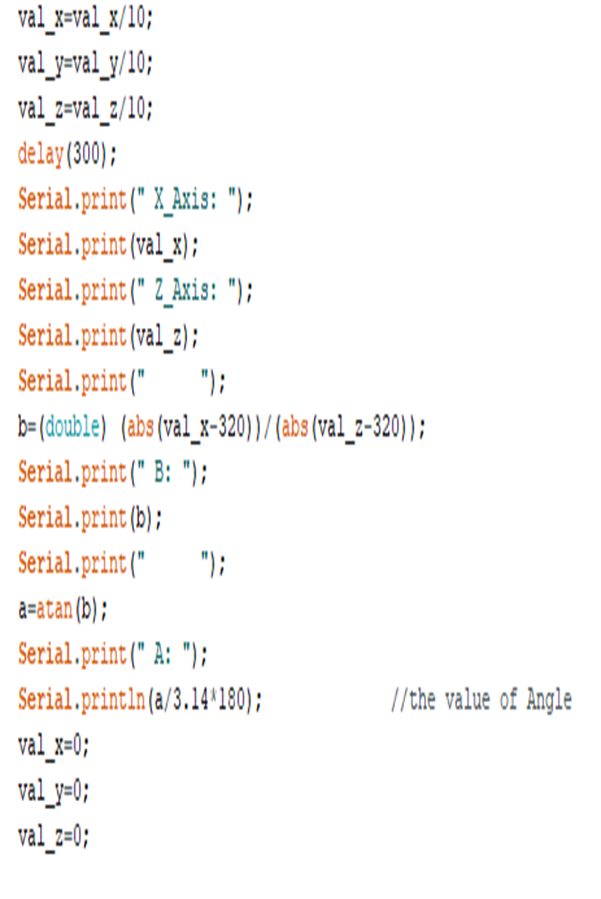 val_x=val_x/10;
val_y=val_y/10;
val_z=val_z/10;
delay(300);
Serial.print(" X_Axis: ");
Serial.print(val_x);
Serial.print(" Z_Axis: ");
Serial.print(val_z);
Serial.print("     ");
b=(double) (abs(val_x-320))/(abs(val_z-320));
Serial.print(" B: ");
Serial.print(b);
Serial.print("     ");
a=atan(b);
Serial.print(" A: ");
Serial.println(a/3.14*180);              //the value of Angle
val_x=0;
val_y=0;
val_z=0;